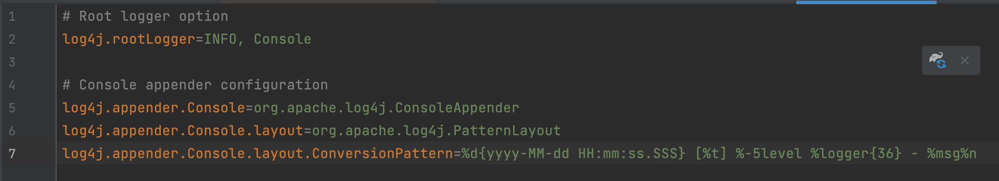 1 # Root logger option
2 log4j.rootLogger=INFO, Console
3
4 # Console appender configuration
5 log4j.appender.Console=org.apache.log4j.ConsoleAppender
6 log4j.appender.Console.layout=org.apache.log4j.PatternLayout
7 log4j.appender.Console.layout.ConversionPattern=%d{yyyy-MM-dd HH:mm:ss.SSS} [%t] %-5level %logger{36} - %msg%n